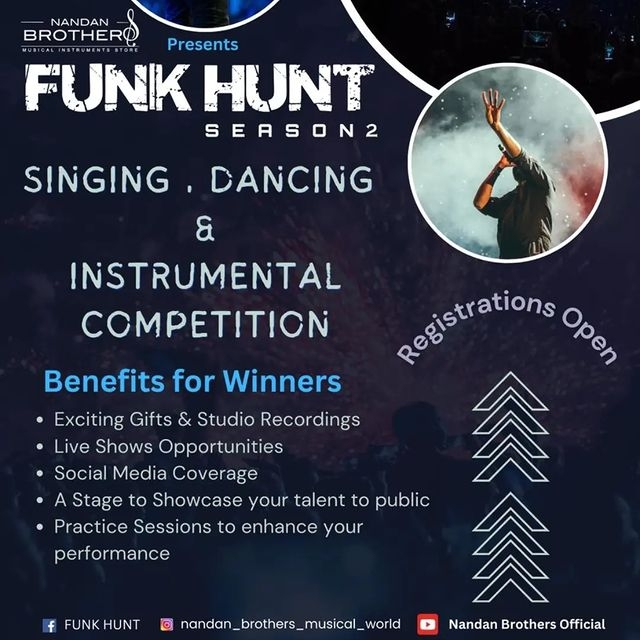 NANDAN
BROTHERS
MUSICAL INSTRUMENTS STORE
Presents
FUNK HUNT
SEASON 2
SINGING . DANCING
&
INSTRUMENTAL
COMPETITION
Registrations Open
Benefits for Winners
• Exciting Gifts & Studio Recordings
• Live Shows Opportunities
• Social Media Coverage
• A Stage to Showcase your talent to public
• Practice Sessions to enhance your
performance
FUNK HUNT
nandan_brothers_musical_world
Nandan Brothers Official